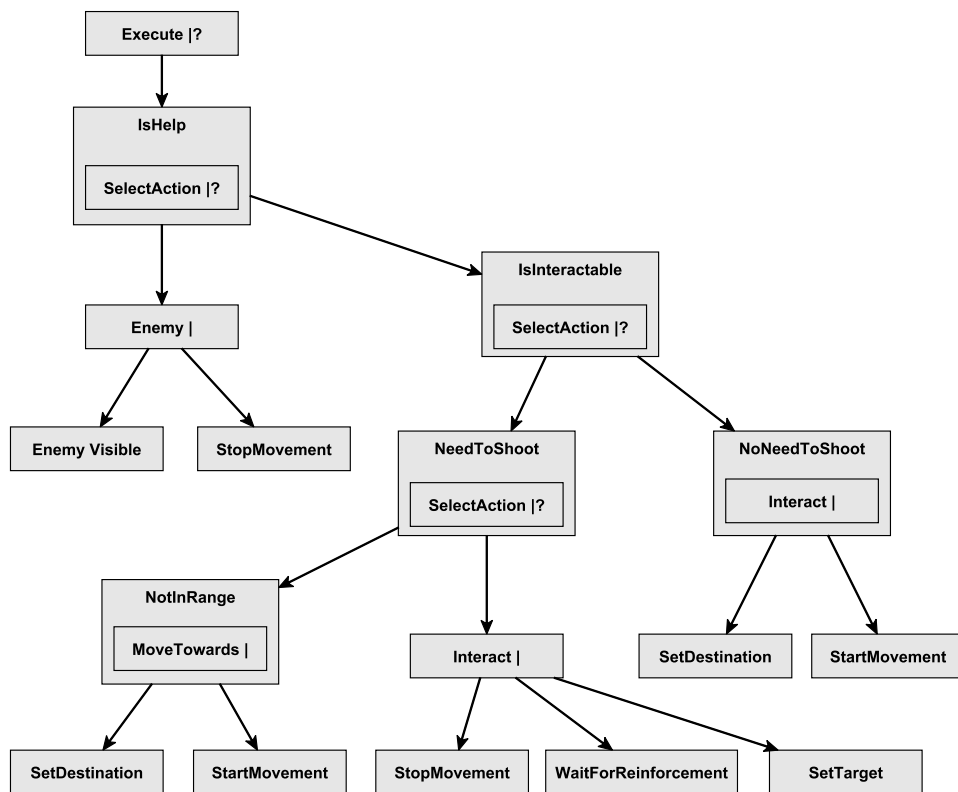 Execute |?
IsHelp
SelectAction |?
IsInteractable
SelectAction |?
Enemy |
Enemy Visible
StopMovement
NeedToShoot
SelectAction |?
NoNeedToShoot
Interact |
NotInRange
MoveTowards |
Interact |
SetDestination
StartMovement
SetDestination
StartMovement
StopMovement
WaitForReinforcement
SetTarget